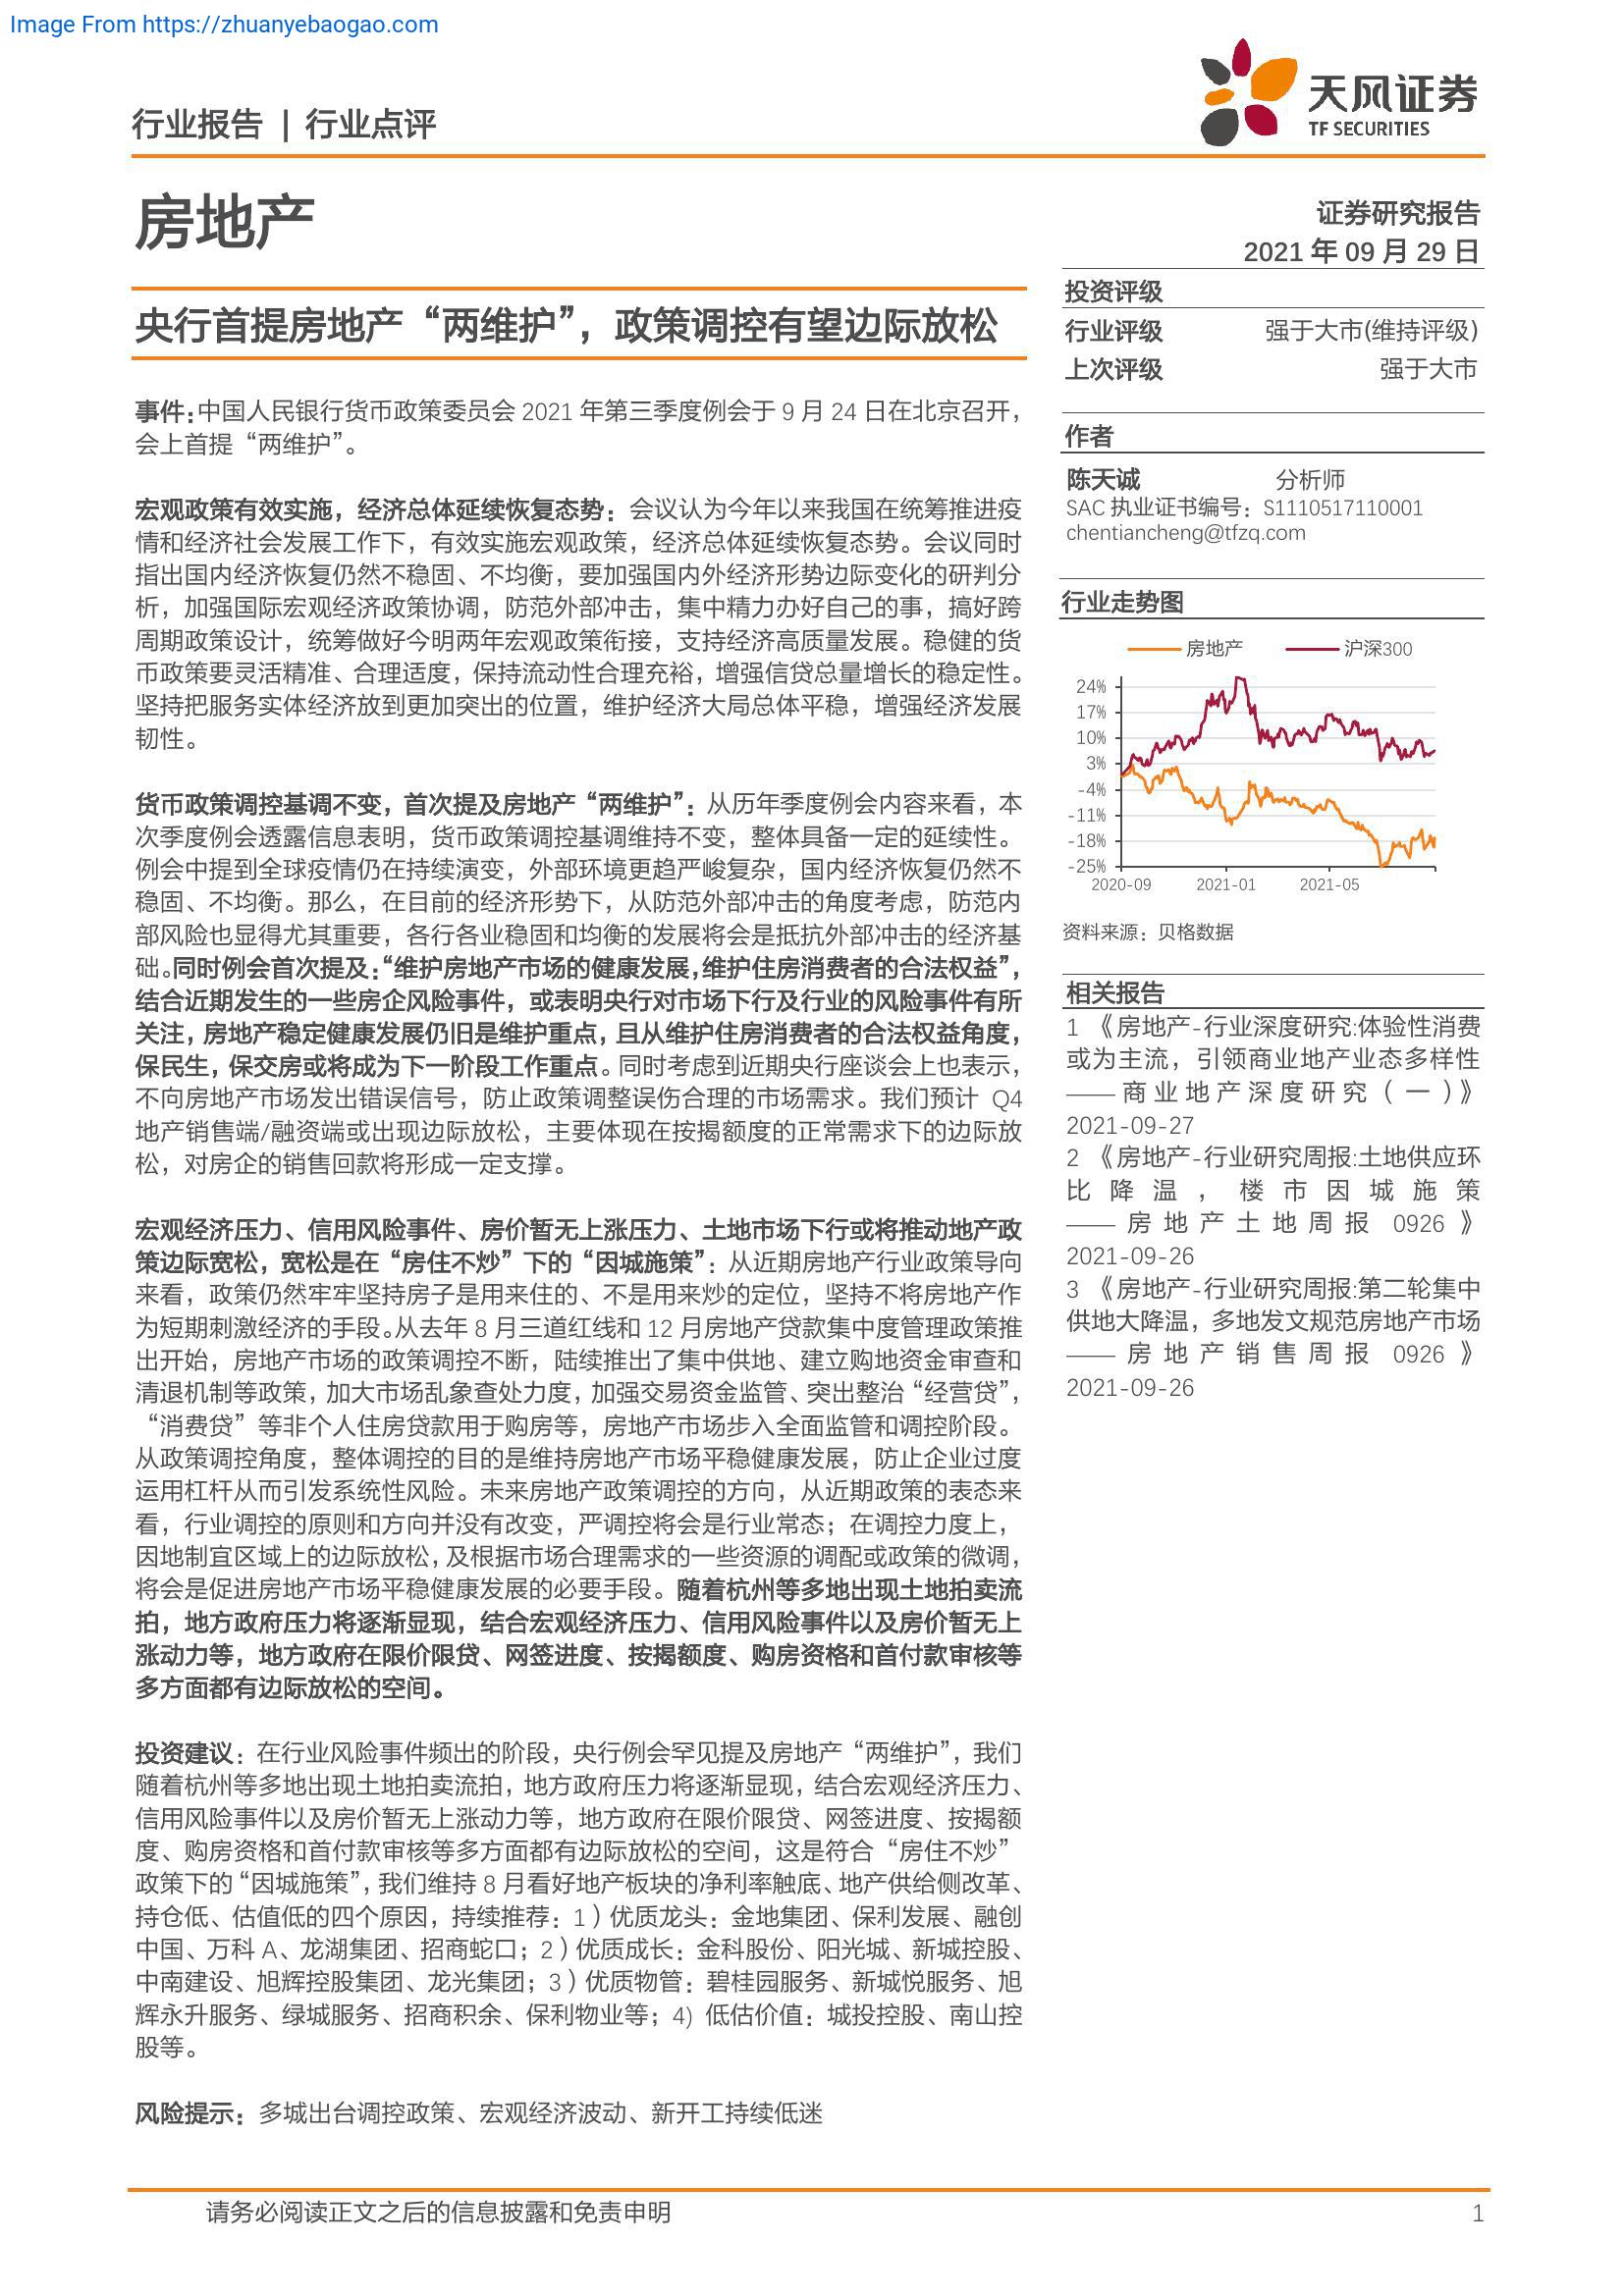 Image From https://zhuanyebaogao.com
行业报告 | 行业点评
天风证券
TF SECURITIES
房地产
证券研究报告
2021 年 09 月 29 日
央行首提房地产“两维护”，政策调控有望边际放松
事件：中国人民银行货币政策委员会 2021 年第三季度例会于 9 月 24 日在北京召开，
会上首提“两维护”。
宏观政策有效实施，经济总体延续恢复态势：会议认为今年以来我国在统筹推进疫
情和经济社会发展工作下，有效实施宏观政策，经济总体延续恢复态势。会议同时
指出国内经济恢复仍然不稳固、不均衡，要加强国内外经济形势边际变化的研判分
析，加强国际宏观经济政策协调，防范外部冲击，集中精力办好自己的事，搞好跨
周期政策设计，统筹做好今明两年宏观政策衔接，支持经济高质量发展。稳健的货
币政策要灵活精准、合理适度，保持流动性合理充裕，增强信贷总量增长的稳定性。
坚持把服务实体经济放到更加突出的位置，维护经济大局总体平稳，增强经济发展
韧性。
货币政策调控基调不变，首次提及房地产“两维护”：从历年季度例会内容来看，本
次季度例会透露信息表明，货币政策调控基调维持不变，整体具备一定的延续性。
例会中提到全球疫情仍在持续演变，外部环境更趋严峻复杂，国内经济恢复仍然不
稳固、不均衡。那么，在目前的经济形势下，从防范外部冲击的角度考虑，防范内
部风险也显得尤其重要，各行各业稳固和均衡的发展将会是抵抗外部冲击的经济基
础。同时例会首次提及：“维护房地产市场的健康发展，维护住房消费者的合法权益”，
结合近期发生的一些房企风险事件，或表明央行对市场下行及行业的风险事件有所
关注，房地产稳定健康发展仍旧是维护重点，且从维护住房消费者的合法权益角度，
保民生，保交房或将成为下一阶段工作重点。同时考虑到近期央行座谈会上也表示，
不向房地产市场发出错误信号，防止政策调整误伤合理的市场需求。我们预计 Q4
地产销售端/融资端或出现边际放松，主要体现在按揭额度的正常需求下的边际放
松，对房企的销售回款将形成一定支撑。
宏观经济压力、信用风险事件、房价暂无上涨压力、土地市场下行或将推动地产政
策边际宽松，宽松是在“房住不炒”下的“因城施策”：从近期房地产行业政策导向
来看，政策仍然牢牢坚持房子是用来住的、不是用来炒的定位，坚持不将房地产作
为短期刺激经济的手段。从去年 8 月三道红线和 12 月房地产贷款集中度管理政策推
出开始，房地产市场的政策调控不断，陆续推出了集中供地、建立购地资金审查和
清退机制等政策，加大市场乱象查处力度，加强交易资金监管、突出整治“经营贷”，
“消费贷”等非个人住房贷款用于购房等，房地产市场步入全面监管和调控阶段。
从政策调控角度，整体调控的目的是维持房地产市场平稳健康发展，防止企业过度
运用杠杆从而引发系统性风险。未来房地产政策调控的方向，从近期政策的表态来
看，行业调控的原则和方向并没有改变，严调控将会是行业常态；在调控力度上，
因地制宜区域上的边际放松，及根据市场合理需求的一些资源的调配或政策的微调，
将会是促进房地产市场平稳健康发展的必要手段。随着杭州等多地出现土地拍卖流
拍，地方政府压力将逐渐显现，结合宏观经济压力、信用风险事件以及房价暂无上
涨动力等，地方政府在限价限贷、网签进度、按揭额度、购房资格和首付款审核等
多方面都有边际放松的空间。
投资建议：在行业风险事件频出的阶段，央行例会罕见提及房地产“两维护”，我们
随着杭州等多地出现土地拍卖流拍，地方政府压力将逐渐显现，结合宏观经济压力、
信用风险事件以及房价暂无上涨动力等，地方政府在限价限贷、网签进度、按揭额
度、购房资格和首付款审核等多方面都有边际放松的空间，这是符合“房住不炒”
政策下的“因城施策”，我们维持 8 月看好地产板块的净利率触底、地产供给侧改革、
持仓低、估值低的四个原因，持续推荐：1）优质龙头：金地集团、保利发展、融创
中国、万科 A、龙湖集团、招商蛇口；2）优质成长：金科股份、阳光城、新城控股、
中南建设、旭辉控股集团、龙光集团；3）优质物管：碧桂园服务、新城悦服务、旭
辉永升服务、绿城服务、招商积余、保利物业等；4) 低估价值：城投控股、南山控
股等。
风险提示：多城出台调控政策、宏观经济波动、新开工持续低迷
投资评级
行业评级 强于大市(维持评级)
上次评级 强于大市
作者
陈天诚 分析师
SAC 执业证书编号：S1110517110001
chentiancheng@tfzq.com
行业走势图
房地产 沪深300
24%
17%
10%
3%
-4%
-11%
-18%
-25%
2020-09 2021-01 2021-05
资料来源：贝格数据
相关报告
1 《房地产-行业深度研究:体验性消费
或为主流，引领商业地产业态多样性
——商业地产深度研究（一）》
2021-09-27
2 《房地产-行业研究周报:土地供应环
比降温，楼市因城施策
——房地产土地周报 0926》
2021-09-26
3 《房地产-行业研究周报:第二轮集中
供地大降温，多地发文规范房地产市场
——房地产销售周报 0926》
2021-09-26
请务必阅读正文之后的信息披露和免责申明 1